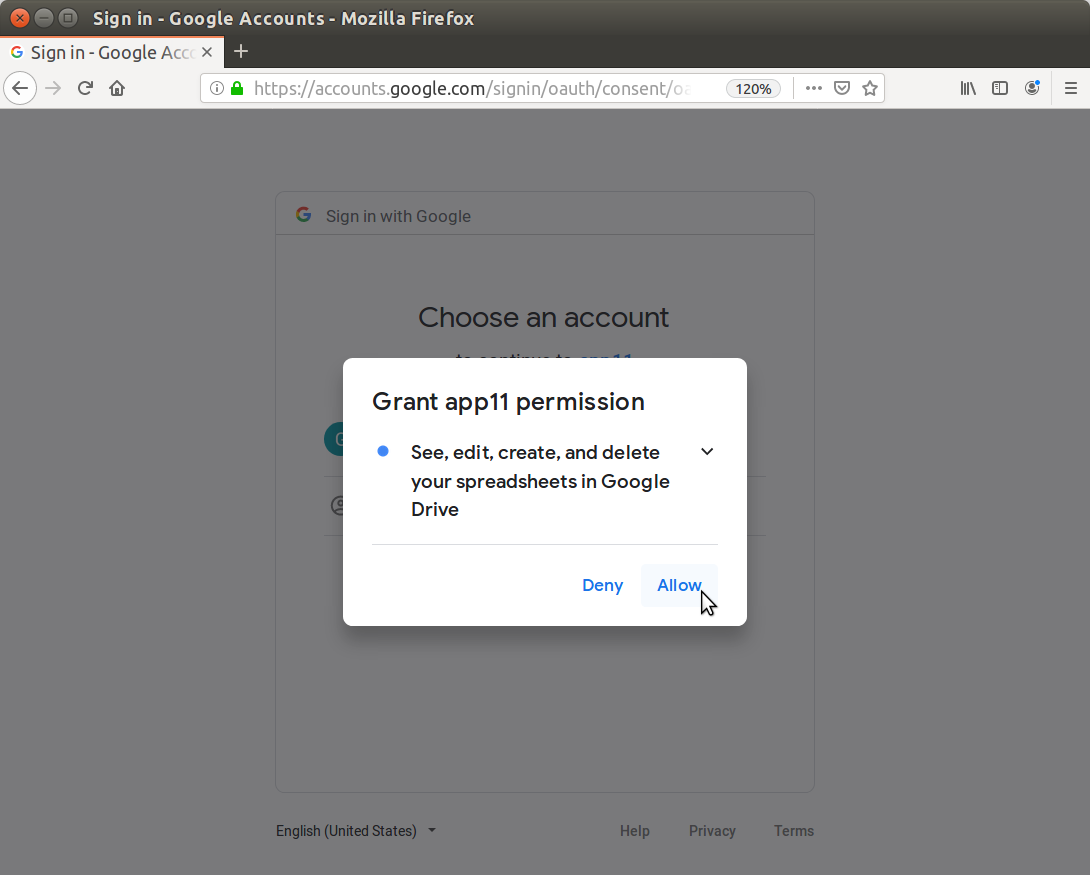 Sign in - Google Accounts - Mozilla Firefox
Sign in - Google Acc
https://accounts.google.com/signin/oauth/consent/oa
120%
Sign in with Google
Choose an account
to continue to app11
Grant app11 permission
See, edit, create, and delete
your spreadsheets in Google
Drive
Deny
Allow
English (United States)
Help
Privacy
Terms